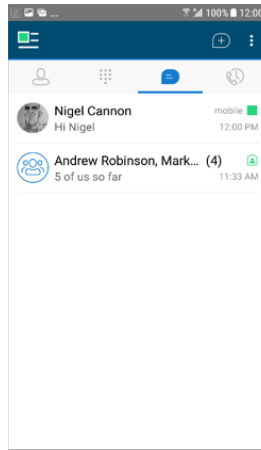 ... 100% 12:00
Nigel Cannon mobile
Hi Nigel 12:00 PM
Andrew Robinson, Mark... (4)
5 of us so far 11:33 AM